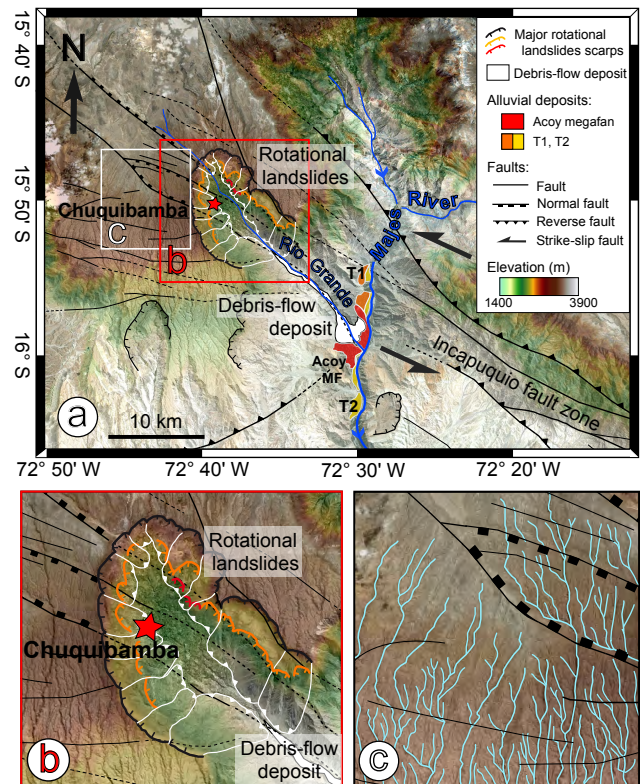 15° 40' S
15° 50' S
16° S
N
Rotational
landslides
Chuquibamba
c
b
Rio Grande
Majes
River
T1
Debris-flow
deposit
Acoy
MF
T2
Incapuquio fault zone
a
10 km
72° 50' W
72° 40' W
72° 30' W
72° 20' W
Major rotational
landslides scarps
Debris-flow deposit
Alluvial deposits:
Acoy megafan
T1, T2
Faults:
Fault
Normal fault
Reverse fault
Strike-slip fault
Elevation (m)
1400
3900
Rotational
landslides
Chuquibamba
Debris-flow
deposit
b
c